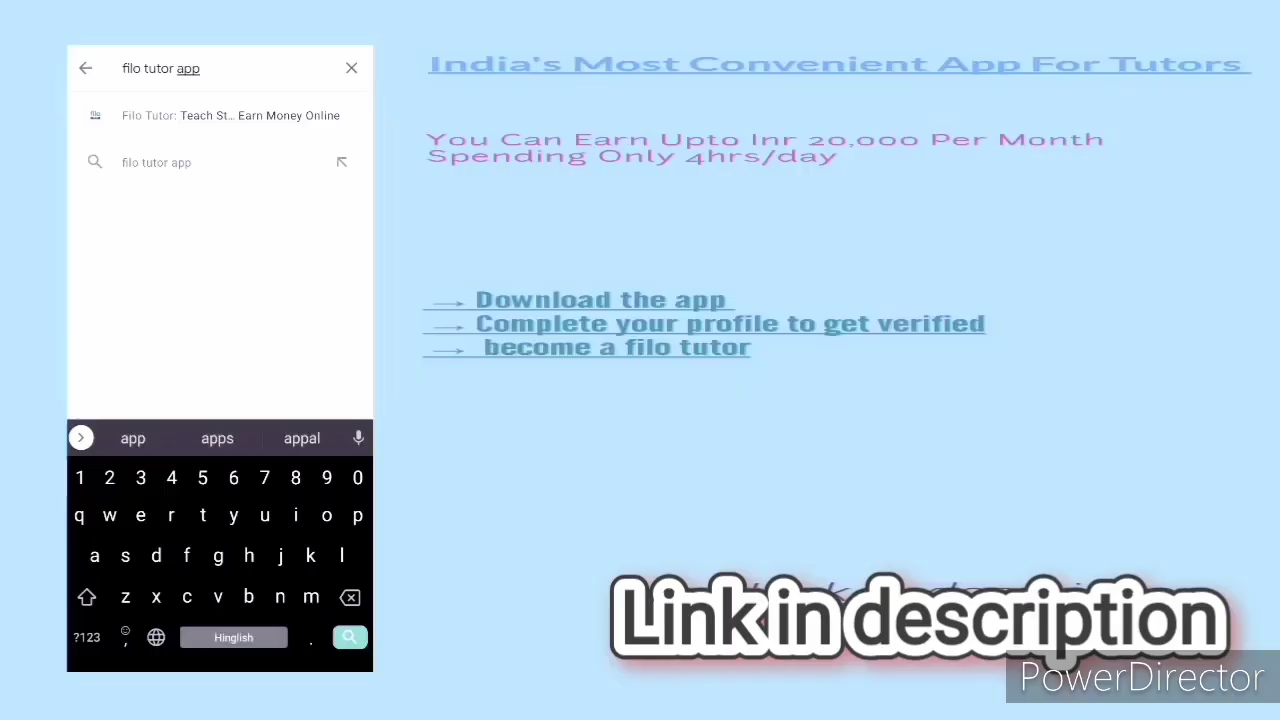 filo tutor app
filo
Filo Tutor: Teach St... Earn Money Online
filo tutor app
app apps appal
1 2 3 4 5 6 7 8 9 0
q w e r t y u i o p
a s d f g h j k l
z x c v b n m
?123 , Hinglish .
India's Most Convenient App For Tutors
You Can Earn Upto Inr 20,000 Per Month
Spending Only 4hrs/day
→ Download the app
→ Complete your profile to get verified
→ become a filo tutor
Link in description
PowerDirector